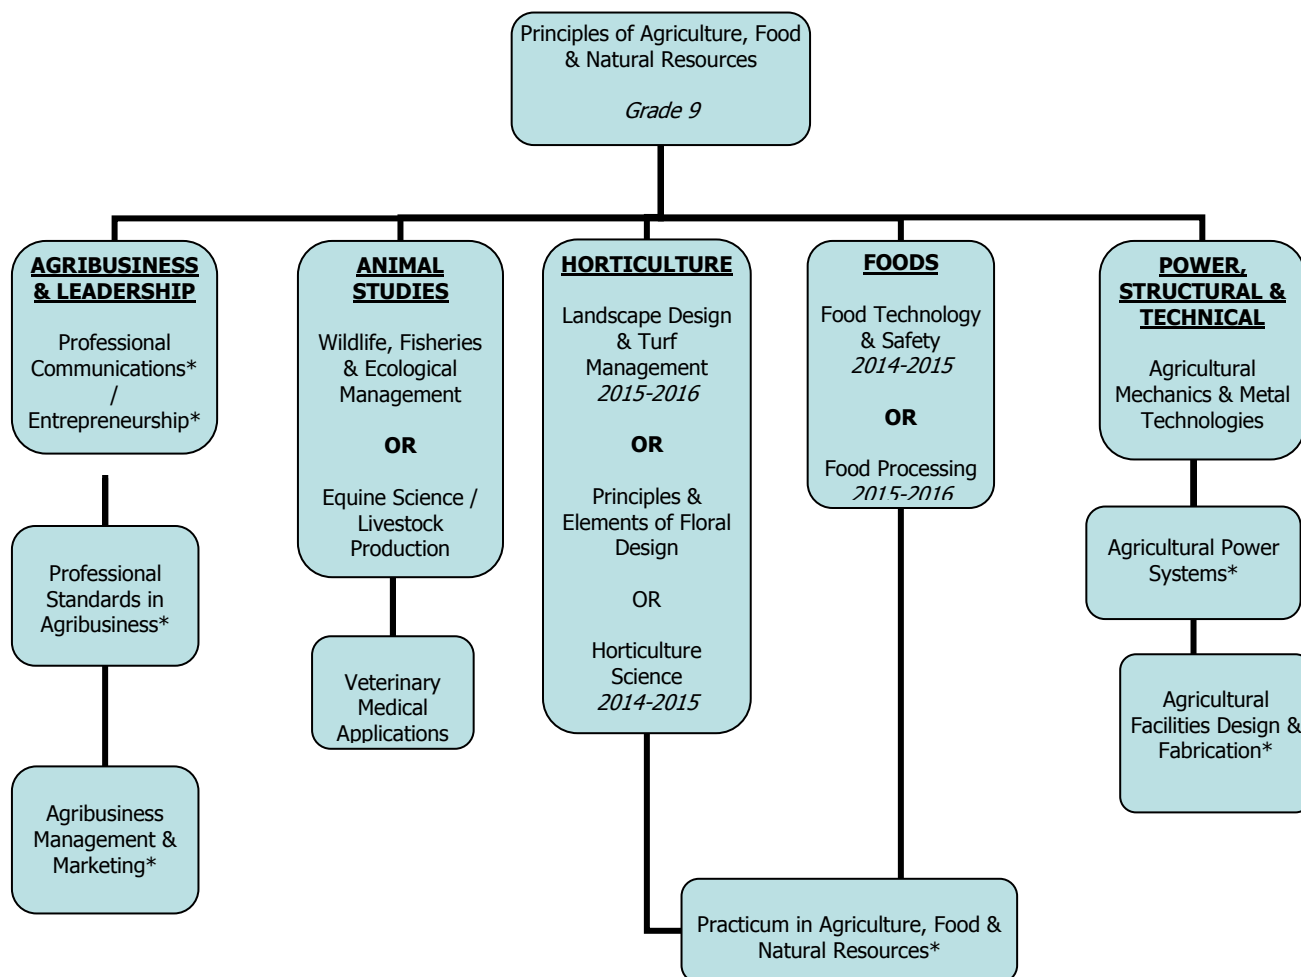 Principles of Agriculture, Food
& Natural Resources
Grade 9
AGRIBUSINESS
& LEADERSHIP
Professional
Communications*
/
Entrepreneurship*
Professional
Standards in
Agribusiness*
Agribusiness
Management &
Marketing*
ANIMAL
STUDIES
Wildlife, Fisheries
& Ecological
Management
OR
Equine Science /
Livestock
Production
Veterinary
Medical
Applications
HORTICULTURE
Landscape Design
& Turf
Management
2015-2016
OR
Principles &
Elements of Floral
Design
OR
Horticulture
Science
2014-2015
FOODS
Food Technology
& Safety
2014-2015
OR
Food Processing
2015-2016
Practicum in Agriculture, Food &
Natural Resources*
POWER,
STRUCTURAL &
TECHNICAL
Agricultural
Mechanics & Metal
Technologies
Agricultural Power
Systems*
Agricultural
Facilities Design &
Fabrication*